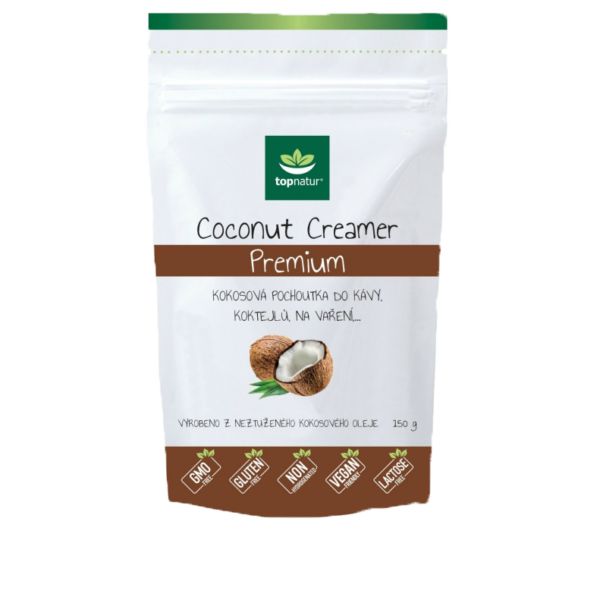 topnatur®
Coconut Creamer
Premium
KOKOSOVÁ POCHOUTKA DO KÁVY,
KOKTEJLŮ, NA VAŘENÍ,...
VYROBENO Z NEZTUŽENÉHO KOKOSOVÉHO OLEJE 150 g
GMO FREE GLUTEN FREE NON HYDROGENATED VEGAN FRIENDLY LACTOSE FREE